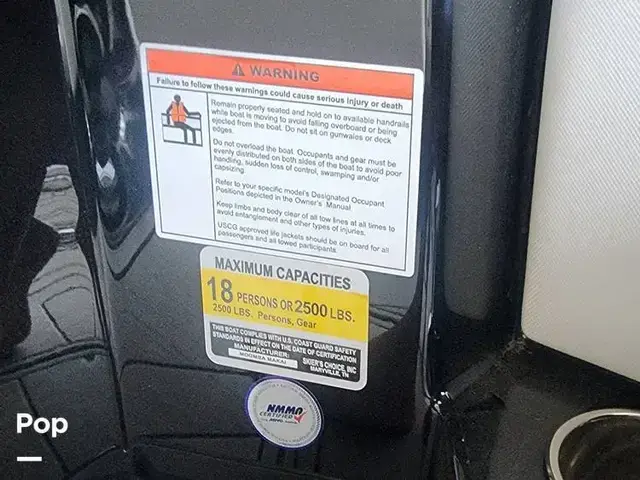 WARNING
Failure to follow these warnings could cause serious injury or death
Remain properly seated and hold on to available handrails
while boat is moving to avoid falling overboard or being
ejected from the boat. Do not sit on gunwales or deck
edges.
Do not overload the boat. Occupants and gear must be
evenly distributed on both sides of the boat to avoid poor
handling, sudden loss of control, swamping and/or
capsizing.
Refer to your specific model's Designated Occupant
Positions depicted in the Owner's Manual
Keep limbs and body clear of all tow lines at all times to
avoid entanglement and other types of injuries.
USCG approved life jackets should be on board for all
passengers and all towed participants.
MAXIMUM CAPACITIES
18 PERSONS OR 2500 LBS.
2500 LBS. Persons, Gear
THIS BOAT COMPLIES WITH U.S. COAST GUARD SAFETY
STANDARDS IN EFFECT ON THE DATE OF CERTIFICATION
MANUFACTURER: SKIER'S CHOICE, INC
MOOMBA MAKAI MARYVILLE, TN
NMMA
CERTIFIED
Pop